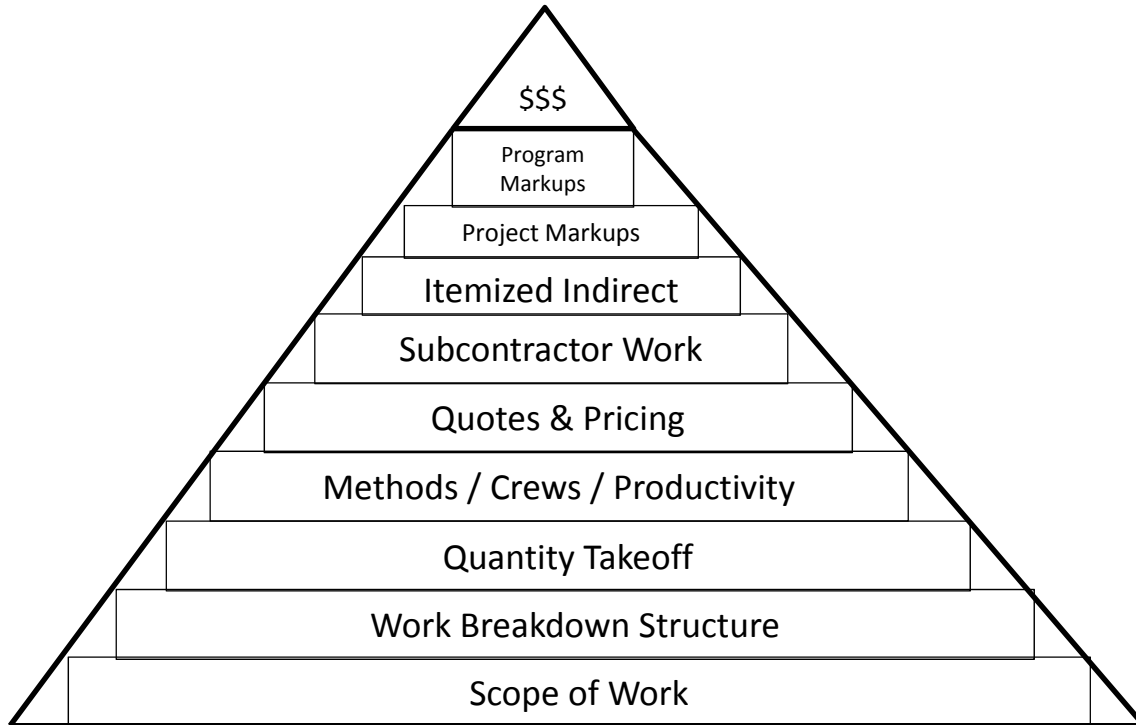 $$$
Program
Markups
Project Markups
Itemized Indirect
Subcontractor Work
Quotes & Pricing
Methods / Crews / Productivity
Quantity Takeoff
Work Breakdown Structure
Scope of Work